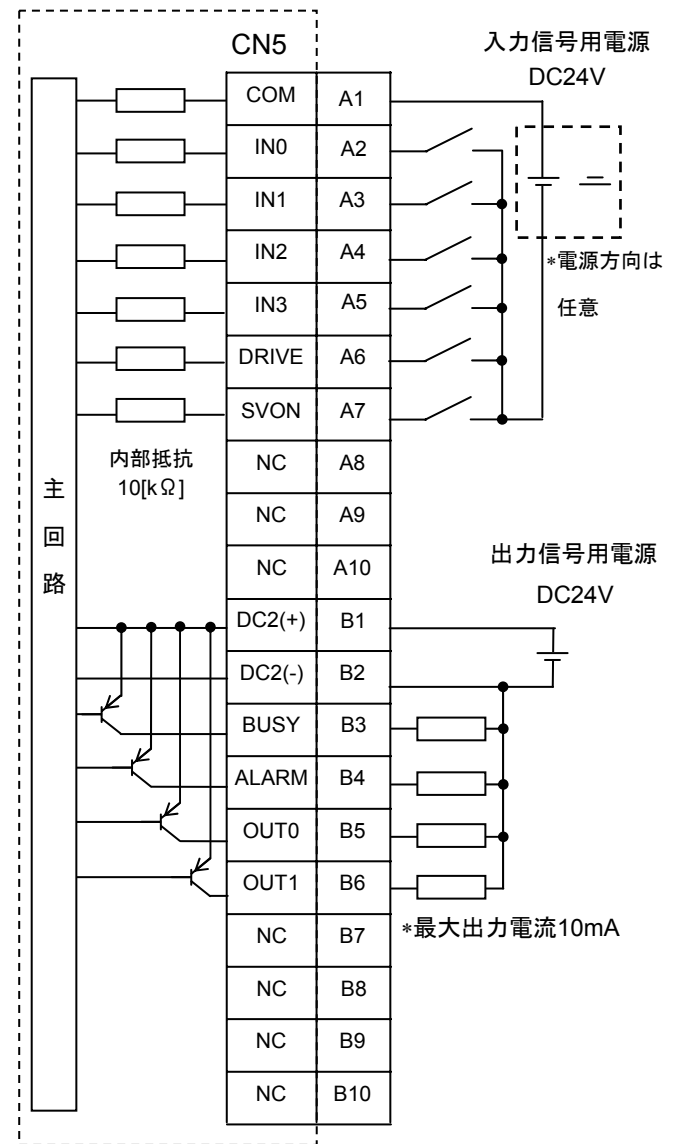 CN5
入力信号用電源
DC24V
COM A1
IN0 A2
IN1 A3
IN2 A4
*電源方向は
IN3 A5
任意
DRIVE A6
SVON A7
内部抵抗
10[kΩ]
NC A8
NC A9
NC A10
主
回
路
出力信号用電源
DC24V
DC2(+) B1
DC2(-) B2
BUSY B3
ALARM B4
OUT0 B5
OUT1 B6
*最大出力電流10mA
NC B7
NC B8
NC B9
NC B10